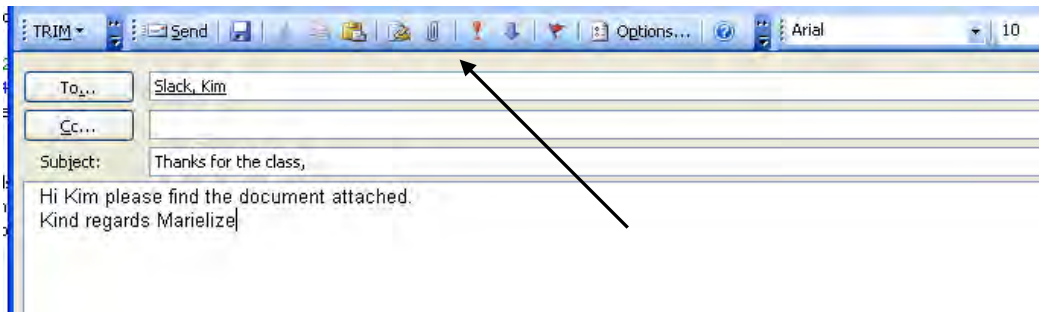 TRIM Send Options... Arial 10
To... Slack, Kim
Cc...
Subject: Thanks for the class,
Hi Kim please find the document attached.
Kind regards Marielize